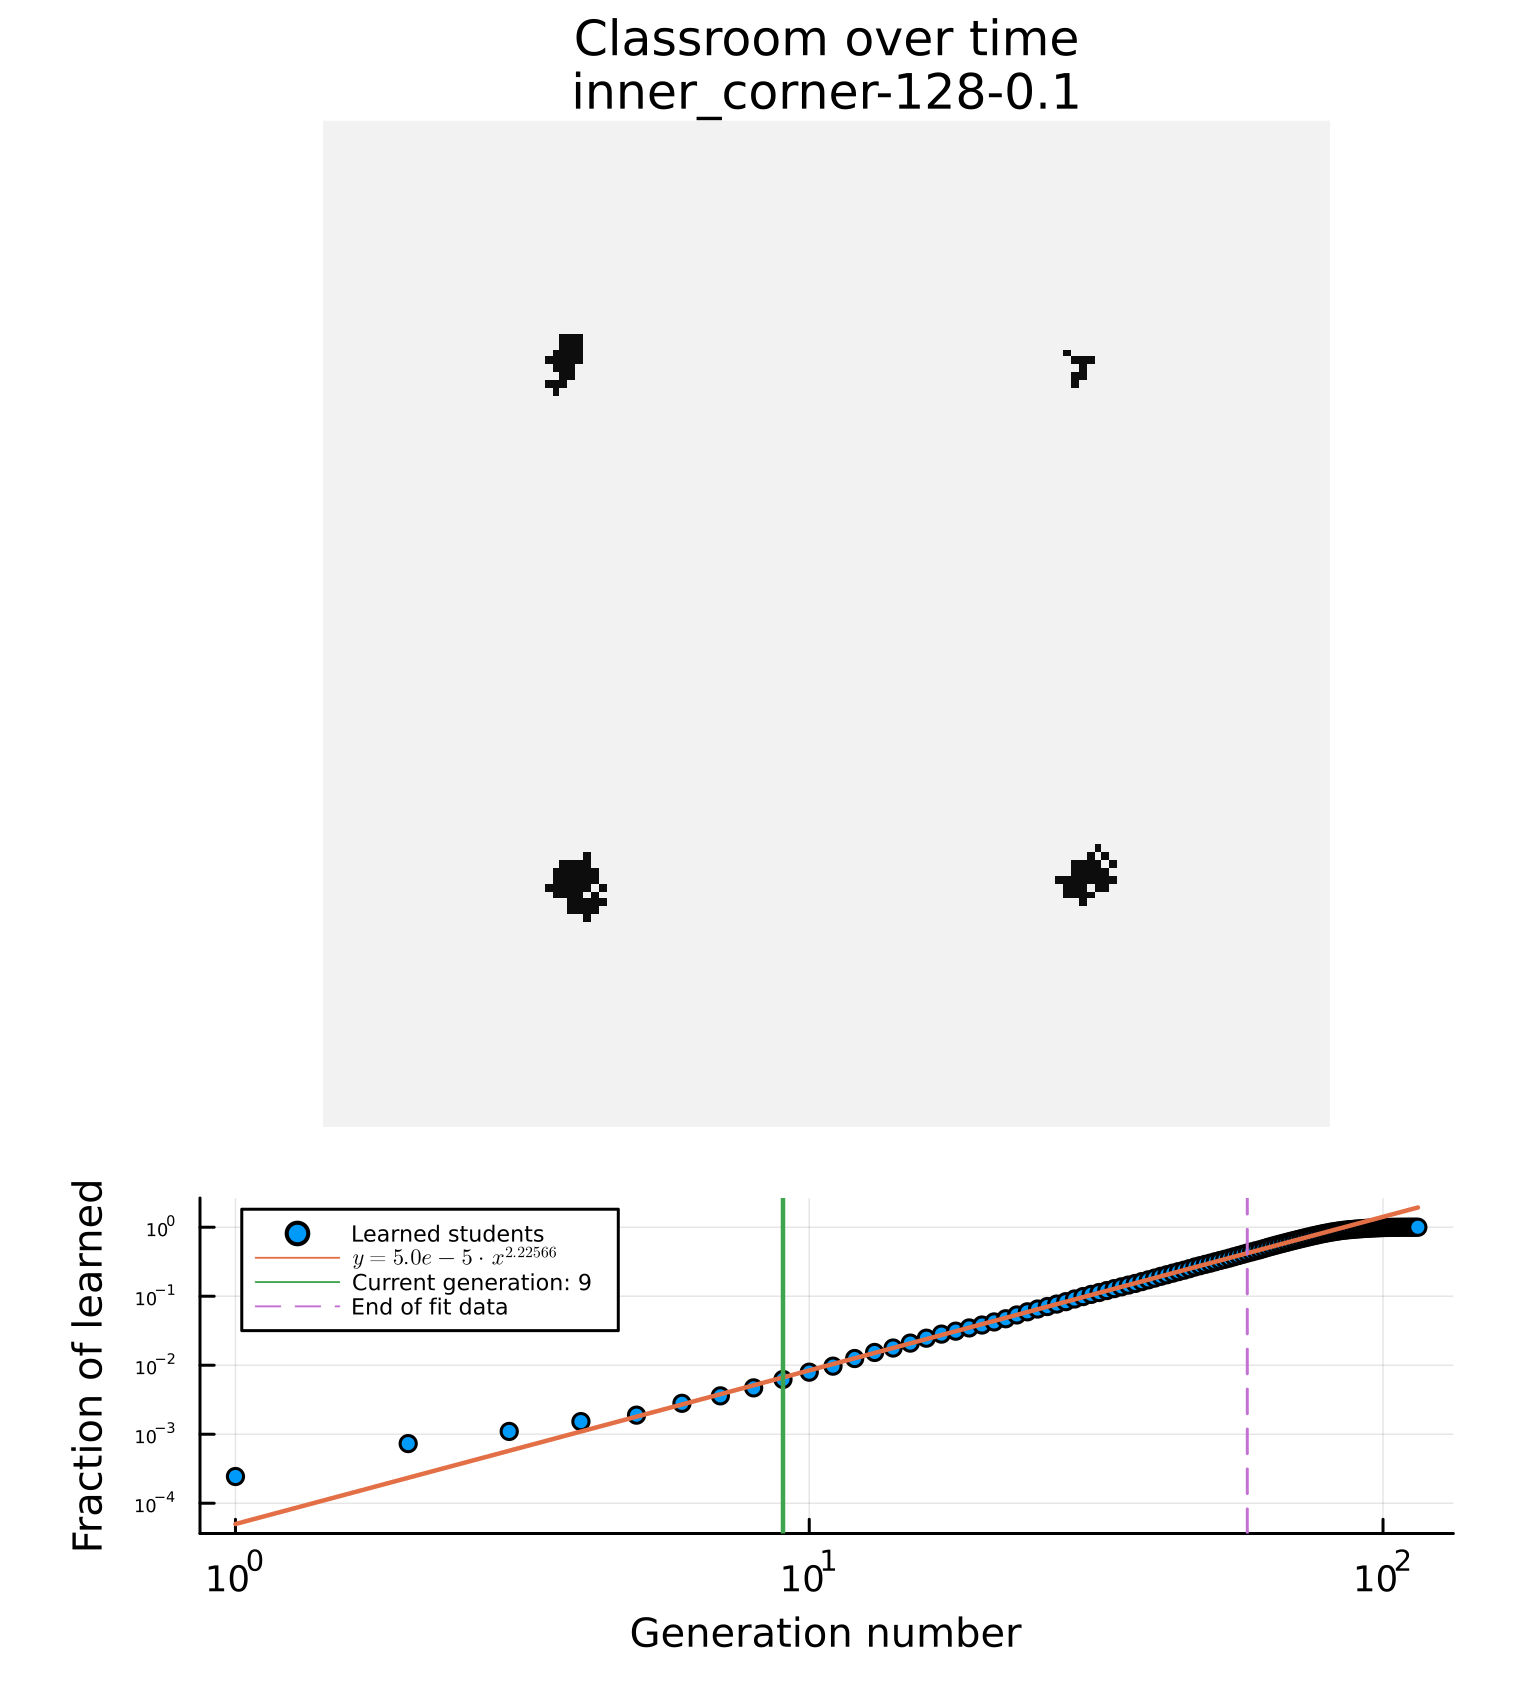 Classroom over time
inner_corner-128-0.1
Fraction of learned
10^0
10^-1
10^-2
10^-3
10^-4
Learned students
y = 5.0e − 5 · x^2.22566
Current generation: 9
End of fit data
10^0 10^1 10^2
Generation number